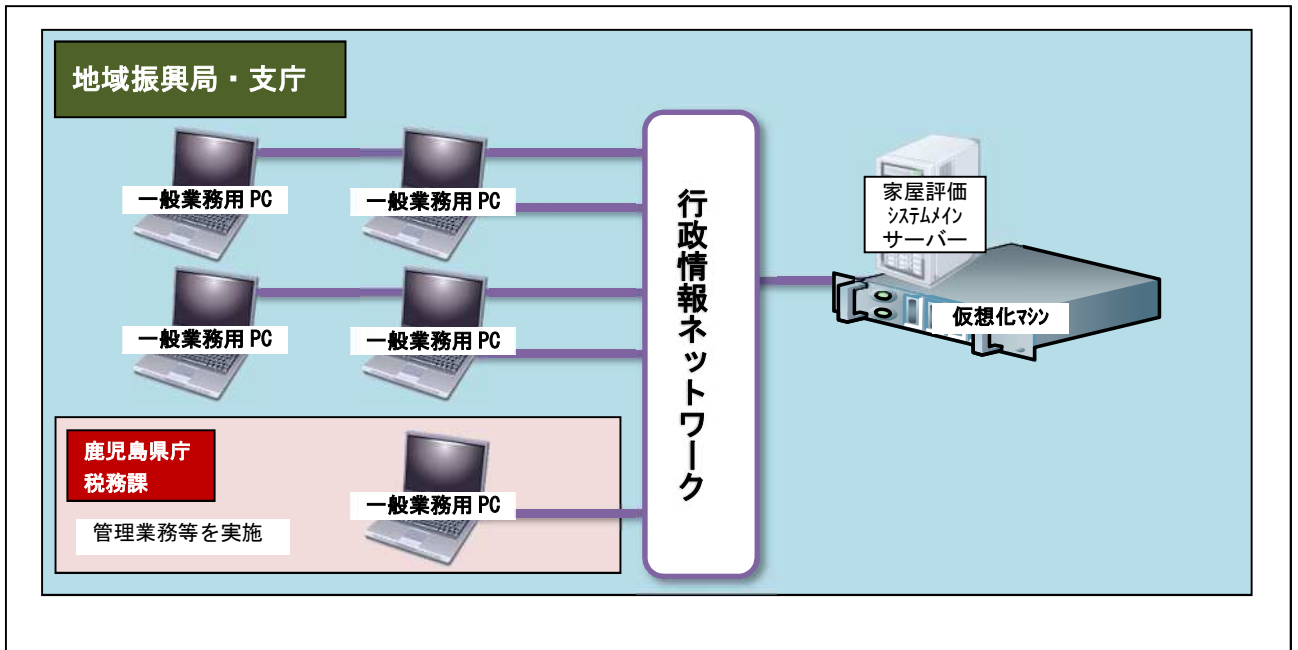 地域振興局・支庁
一般業務用 PC
一般業務用 PC
一般業務用 PC
一般業務用 PC
鹿児島県庁
税務課
管理業務等を実施
一般業務用 PC
行政情報ネットワーク
家屋評価
ｼｽﾃﾑﾒｲﾝ
サーバー
仮想化ﾏｼﾝ